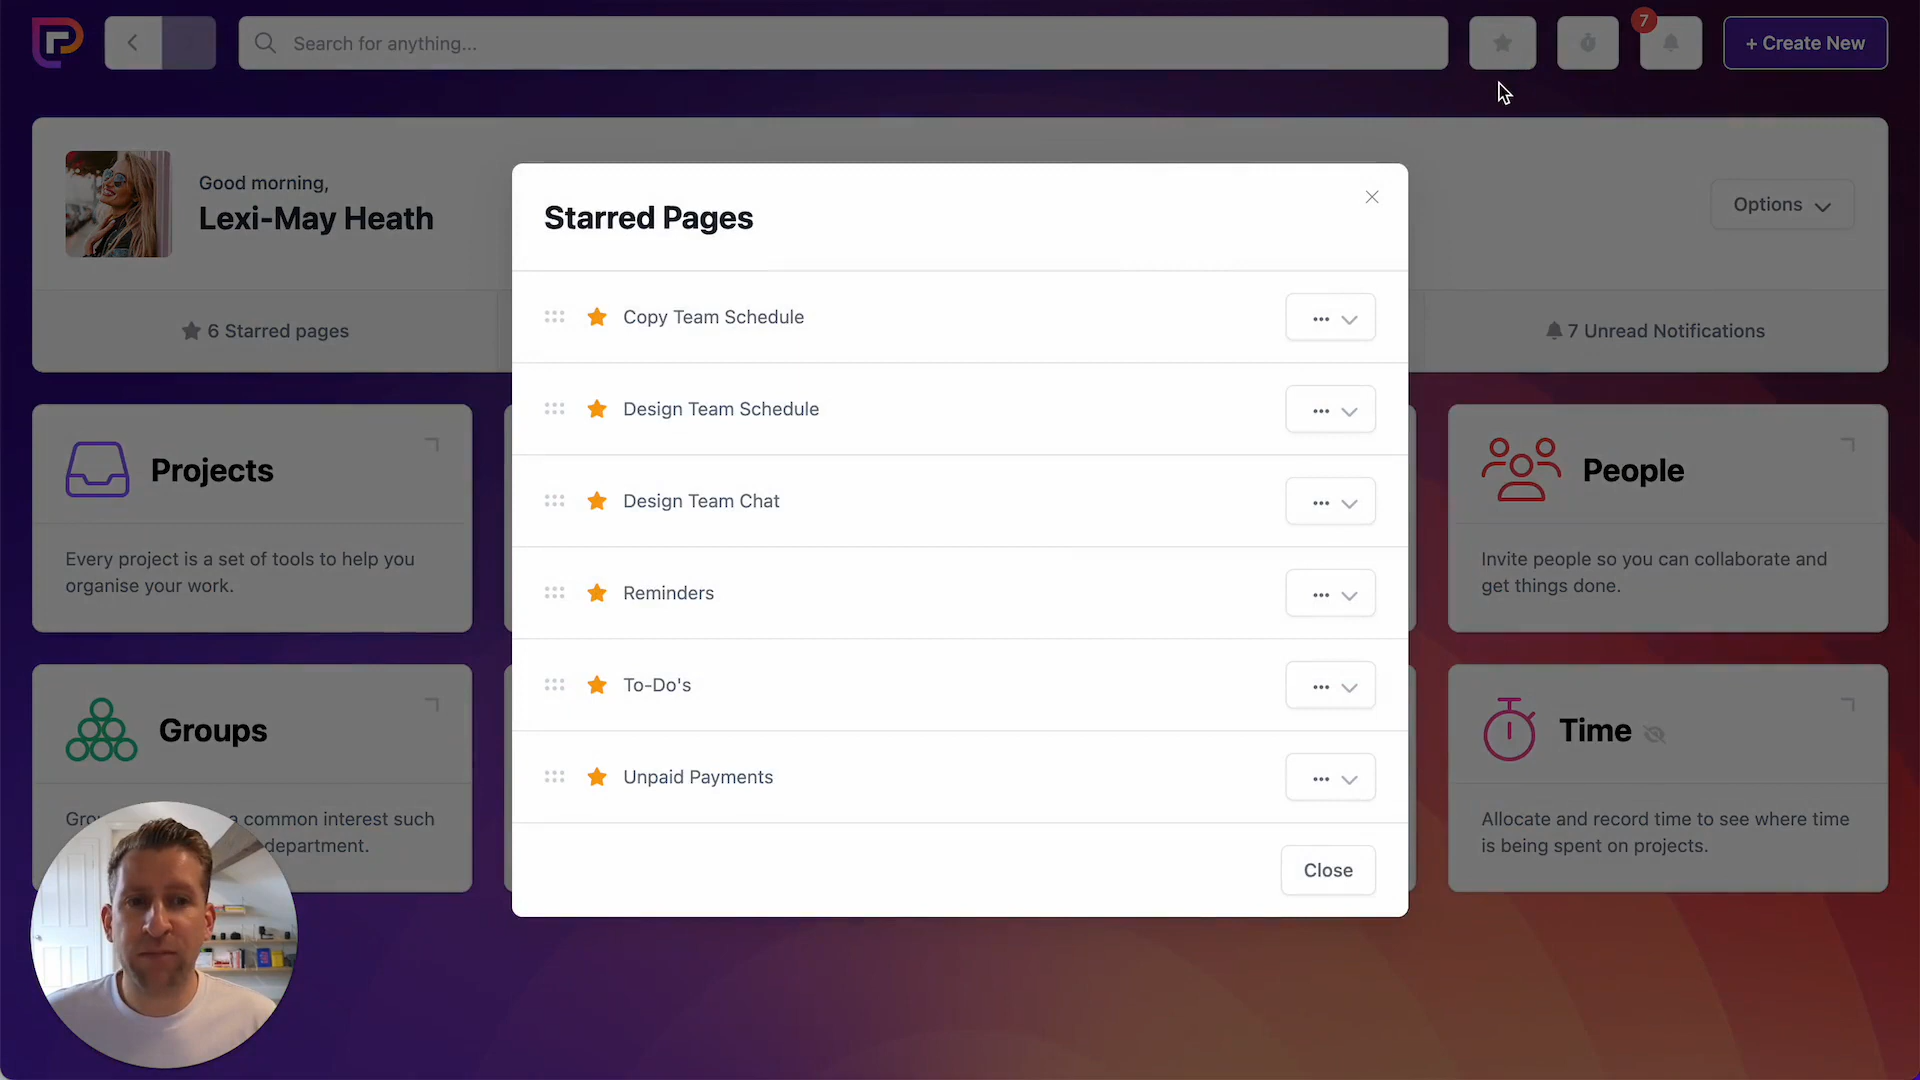 Search for anything...
7
+ Create New
Good morning,
Lexi-May Heath
Options
6 Starred pages
7 Unread Notifications
Starred Pages
Copy Team Schedule
Design Team Schedule
Design Team Chat
Reminders
To-Do's
Unpaid Payments
Close
Projects
Every project is a set of tools to help you
organise your work.
People
Invite people so you can collaborate and
get things done.
Groups
a common interest such
department.
Time
Allocate and record time to see where time
is being spent on projects.